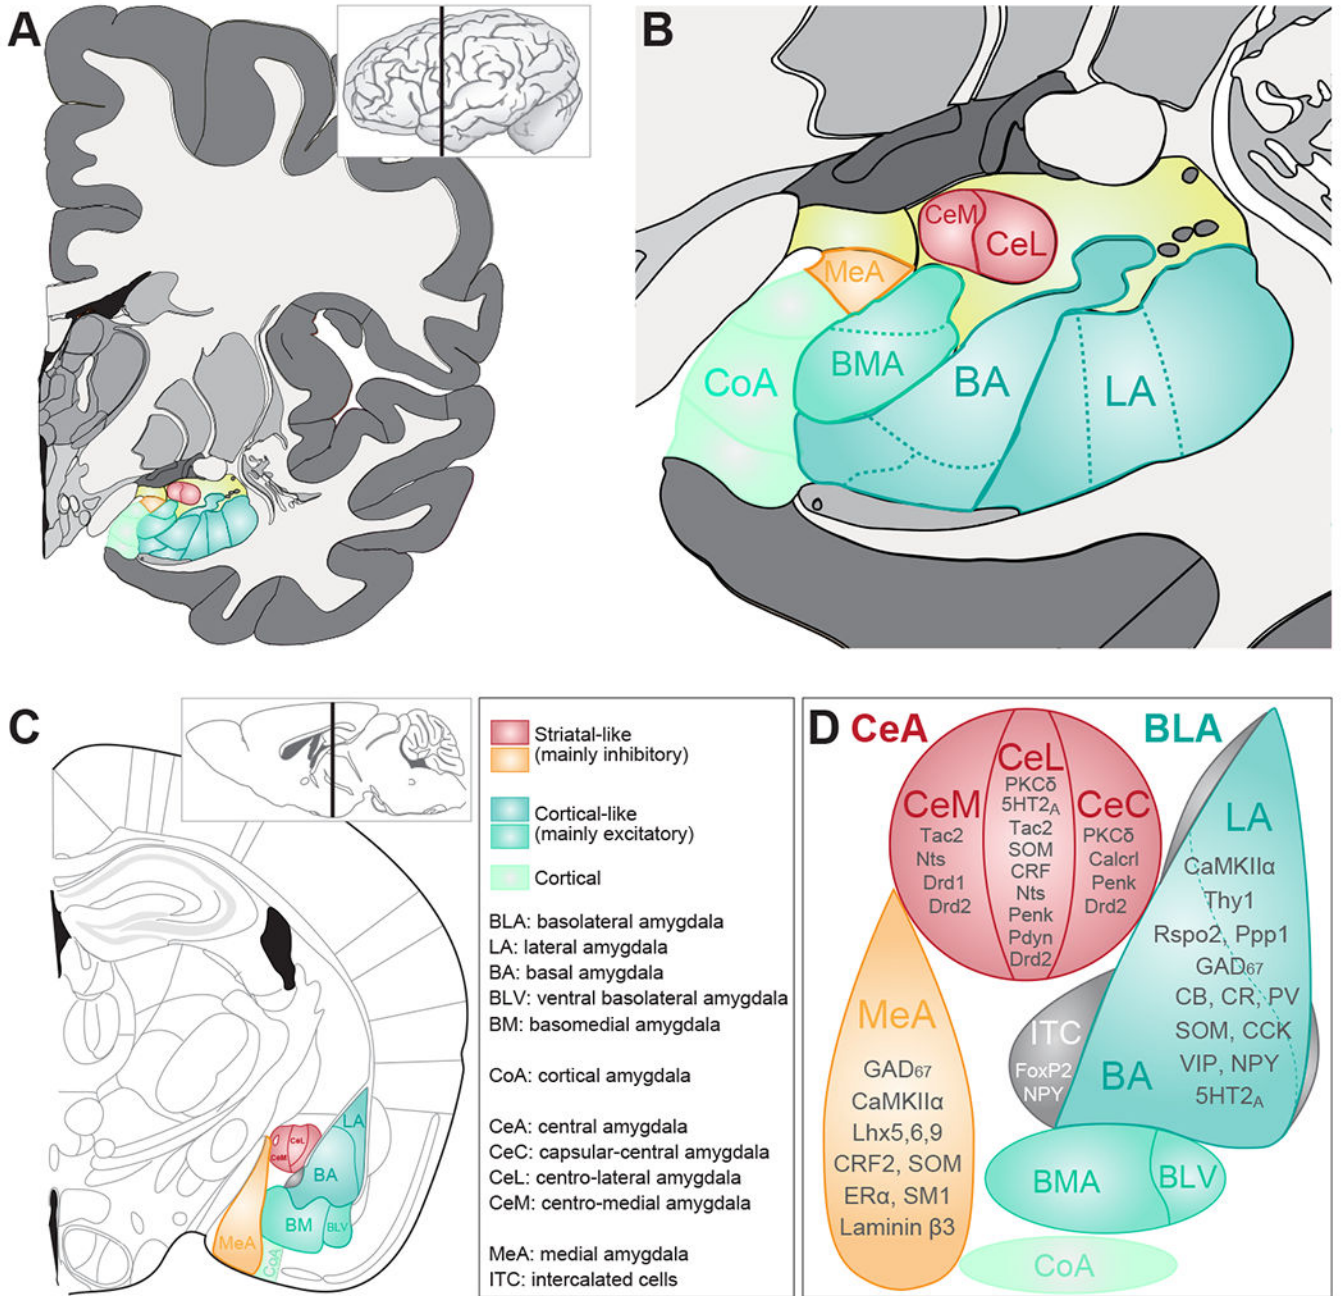 A
B
CeM
CeL
MeA
BMA
CoA
BA
LA
C
LA
CeL
CeM
BA
BM
BLV
MeA
CoA
Striatal-like
(mainly inhibitory)
Cortical-like
(mainly excitatory)
Cortical
BLA: basolateral amygdala
LA: lateral amygdala
BA: basal amygdala
BLV: ventral basolateral amygdala
BM: basomedial amygdala
CoA: cortical amygdala
CeA: central amygdala
CeC: capsular-central amygdala
CeL: centro-lateral amygdala
CeM: centro-medial amygdala
MeA: medial amygdala
ITC: intercalated cells
D
CeA
BLA
CeM
Tac2
Nts
Drd1
Drd2
CeL
PKCδ
5HT2A
Tac2
SOM
CRF
Nts
Penk
Pdyn
Drd2
CeC
PKCδ
Calcrl
Penk
Drd2
LA
CaMKIIα
Thy1
Rspo2, Ppp1
GAD67
CB, CR, PV
SOM, CCK
VIP, NPY
5HT2A
BA
ITC
FoxP2
NPY
MeA
GAD67
CaMKIIα
Lhx5,6,9
CRF2, SOM
ERα, SM1
Laminin β3
BMA
BLV
CoA